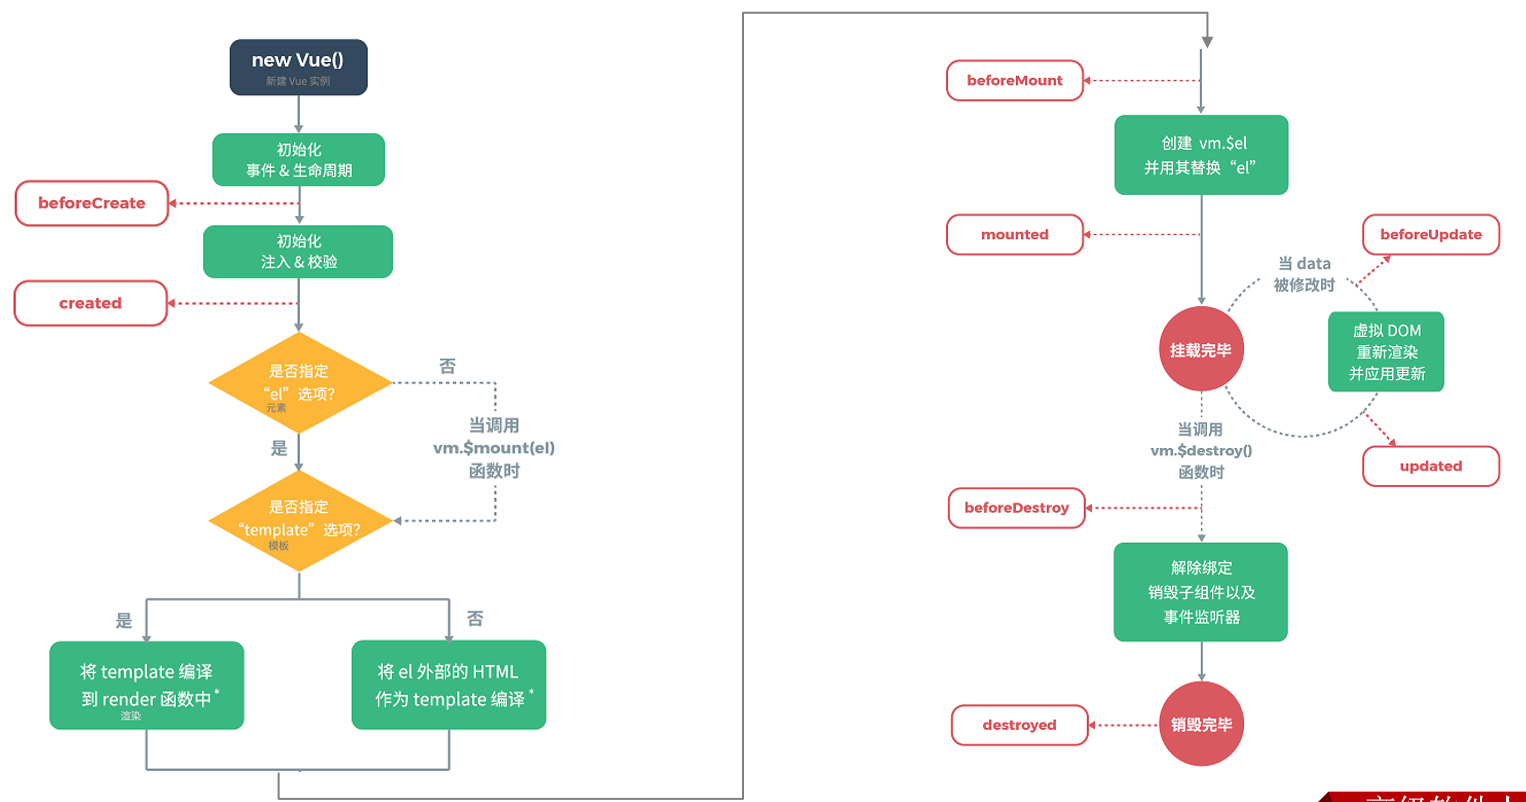 new Vue()
新建 Vue 实例
初始化
事件 & 生命周期
beforeCreate
初始化
注入 & 校验
created
是否指定
“el”选项?
元素
否
当调用
vm.$mount(el)
函数时
是
是否指定
“template”选项?
模板
是
否
将 template 编译
到 render 函数中*
渲染
将 el 外部的 HTML
作为 template 编译*
beforeMount
创建 vm.$el
并用其替换“el”
mounted
beforeUpdate
当 data
被修改时
挂载完毕
虚拟 DOM
重新渲染
并应用更新
当调用
vm.$destroy()
函数时
updated
beforeDestroy
解除绑定
销毁子组件以及
事件监听器
destroyed
销毁完毕